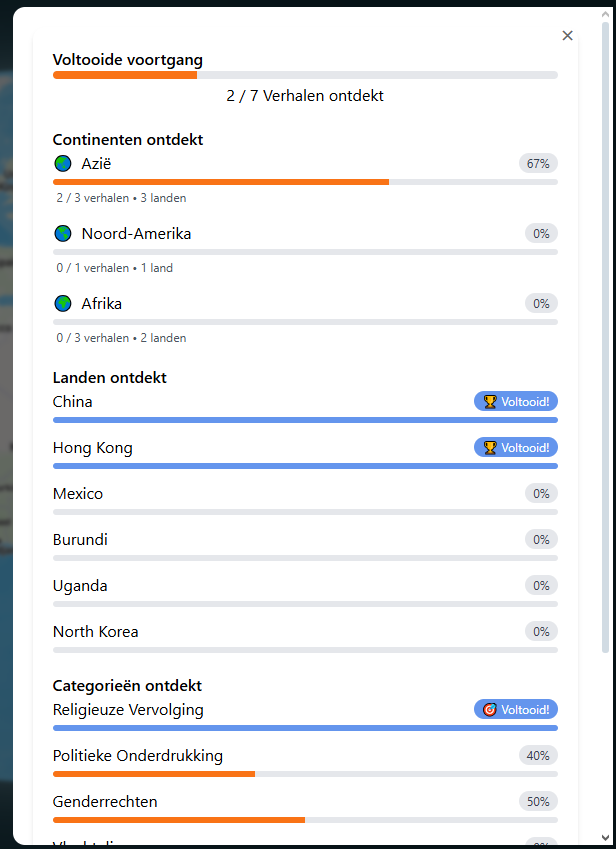 Voltooide voortgang
2 / 7 Verhalen ontdekt
Continenten ontdekt
Azië 67%
2 / 3 verhalen • 3 landen
Noord-Amerika 0%
0 / 1 verhalen • 1 land
Afrika 0%
0 / 3 verhalen • 2 landen
Landen ontdekt
China Voltooid!
Hong Kong Voltooid!
Mexico 0%
Burundi 0%
Uganda 0%
North Korea 0%
Categorieën ontdekt
Religieuze Vervolging Voltooid!
Politieke Onderdrukking 40%
Genderrechten 50%